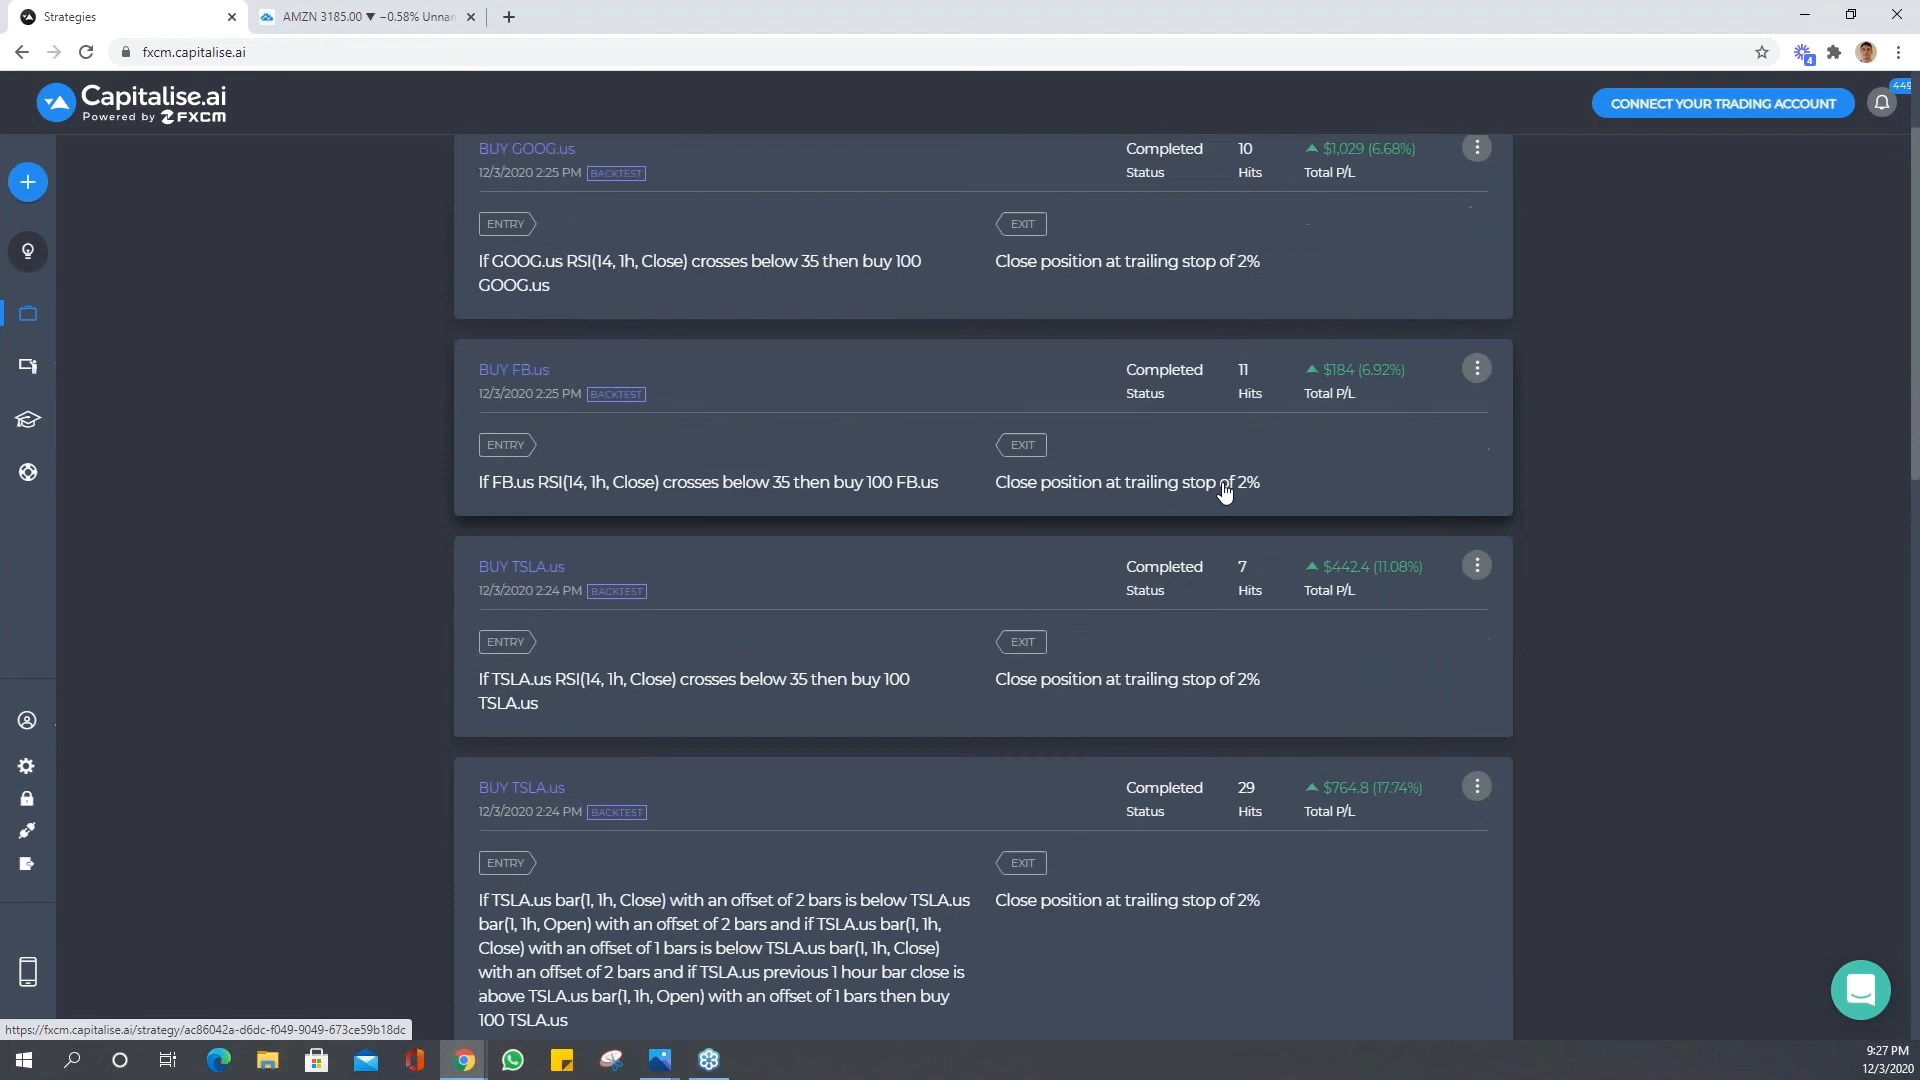 Strategies
AMZN 3185.00 ▼ −0.58% Unnam
fxcm.capitalise.ai
4
Capitalise.ai
Powered by FXCM
CONNECT YOUR TRADING ACCOUNT
449
BUY GOOG.us
Completed 10 $1,029 (6.68%)
12/3/2020 2:25 PM BACKTEST
Status Hits Total P/L
ENTRY
EXIT
If GOOG.us RSI(14, 1h, Close) crosses below 35 then buy 100
GOOG.us
Close position at trailing stop of 2%
BUY FB.us
Completed 11 $184 (6.92%)
12/3/2020 2:25 PM BACKTEST
Status Hits Total P/L
ENTRY
EXIT
If FB.us RSI(14, 1h, Close) crosses below 35 then buy 100 FB.us
Close position at trailing stop of 2%
BUY TSLA.us
Completed 7 $442.4 (11.08%)
12/3/2020 2:24 PM BACKTEST
Status Hits Total P/L
ENTRY
EXIT
If TSLA.us RSI(14, 1h, Close) crosses below 35 then buy 100
TSLA.us
Close position at trailing stop of 2%
BUY TSLA.us
Completed 29 $764.8 (17.74%)
12/3/2020 2:24 PM BACKTEST
Status Hits Total P/L
ENTRY
EXIT
If TSLA.us bar(1, 1h, Close) with an offset of 2 bars is below TSLA.us
bar(1, 1h, Open) with an offset of 2 bars and if TSLA.us bar(1, 1h,
Close) with an offset of 1 bars is below TSLA.us bar(1, 1h, Close)
with an offset of 2 bars and if TSLA.us previous 1 hour bar close is
above TSLA.us bar(1, 1h, Open) with an offset of 1 bars then buy
100 TSLA.us
Close position at trailing stop of 2%
https://fxcm.capitalise.ai/strategy/ac86042a-d6dc-f049-9049-673ce59b18dc
9:27 PM
12/3/2020